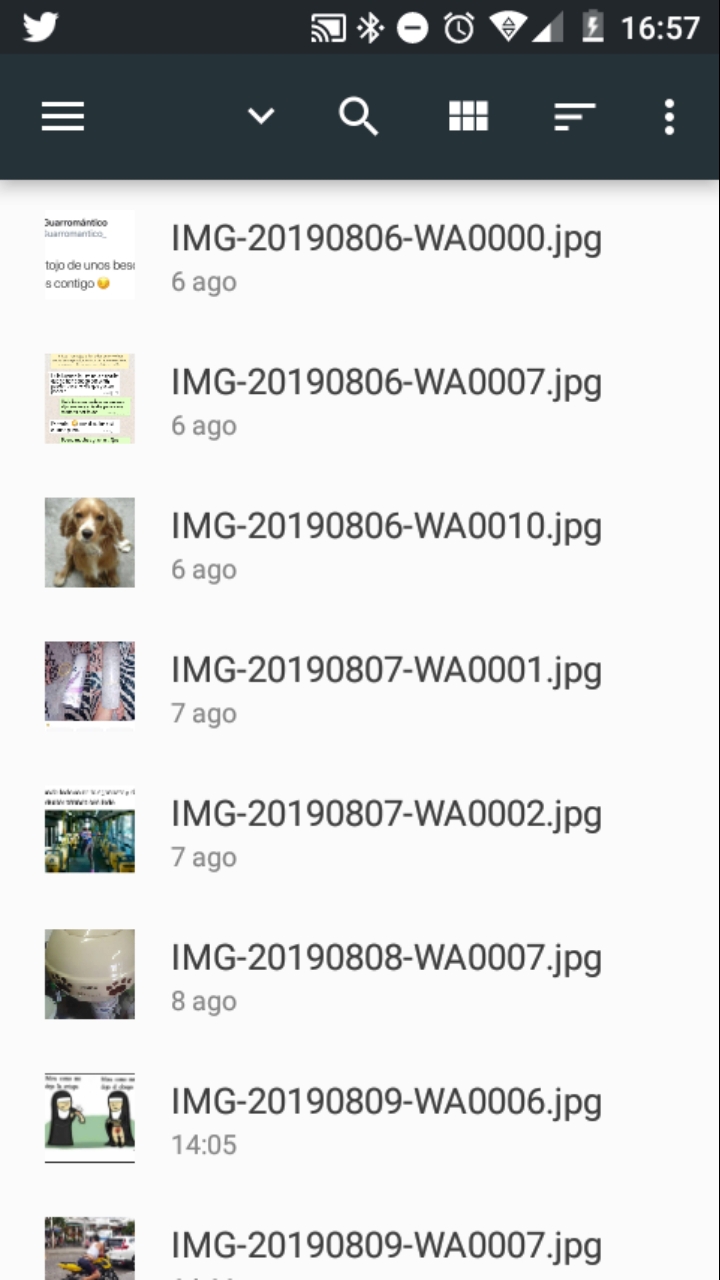 16:57
Guarromántico
Guarromantico_
tojo de unos beso
s contigo
IMG-20190806-WA0000.jpg
6 ago
IMG-20190806-WA0007.jpg
6 ago
IMG-20190806-WA0010.jpg
6 ago
IMG-20190807-WA0001.jpg
7 ago
IMG-20190807-WA0002.jpg
7 ago
IMG-20190808-WA0007.jpg
8 ago
IMG-20190809-WA0006.jpg
14:05
IMG-20190809-WA0007.jpg